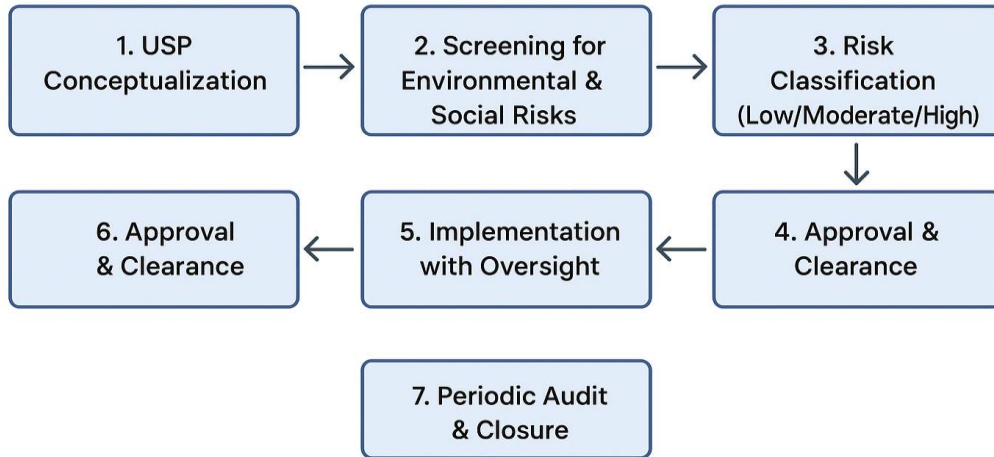 1. USP
Conceptualization
2. Screening for
Environmental &
Social Risks
3. Risk
Classification
(Low/Moderate/High)
4. Approval &
Clearance
5. Implementation
with Oversight
6. Approval
& Clearance
7. Periodic Audit
& Closure